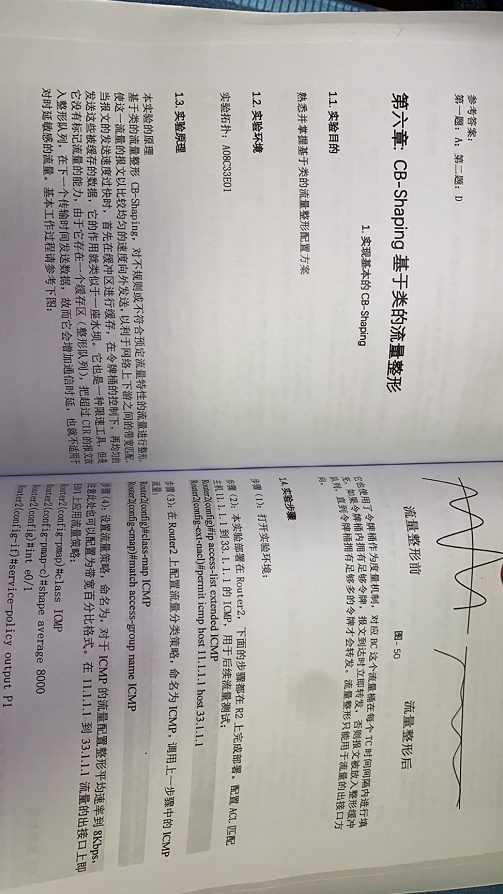 参考答案:
第一题: A; 第二题: D
第六章: CB-Shaping 基于类的流量整形
1. 实现基本的 CB-Shaping
1.1. 实验目的
熟悉并掌握基于类的流量整形配置方案
1.2. 实验环境
实验拓扑: A08C33E01
1.3. 实验原理
本实验的原理
基于类的流量整形 CB-Shaping, 对不规则或不符合预定流量特性的流量进行整形,
使这一流量的报文以比较均匀的速度向外发送, 以利于网络上下游之间的带宽匹配。
当报文的发送速度过快时, 首先在缓冲区进行缓存, 在令牌桶的控制下, 再均匀的
发送这些被缓存的数据, 它的作用就类似于一座水坝。它也是一种限速工具, 但是
它没有标记流量的能力, 由于它存在一个缓存区 (整形队列), 把超过 CIR 的报文放
入整形队列, 在下一个传输时间发送数据, 故而它会增加通信时延, 也就不适用于
对时延敏感的流量。基本工作过程请参考下图:
流量整形前
流量整形后
图 - 50
它也使用了令牌桶作为度量机制, 对应 BC 这个流量桶在每个 TC 时间间隔内进行填
充, 如果令牌桶内拥有足够令牌, 报文到达时立即转发, 否则报文被放入整形缓冲
队列, 直到令牌桶拥有足够多的令牌才会转发。流量整形只能用于流量的出接口方
向。
1.4. 实验步骤
步骤 (1): 打开实验环境;
步骤 (2): 本实验部署在 Router2, 下面的步骤都在 R2 上完成部署。配置 ACL 匹配
主机 11.1.1.1 到 33.1.1.1 的 ICMP, 用于后续流量测试;
Router2(config)#ip access-list extended ICMP
Router2(config-ext-nacl)#permit icmp host 11.1.1.1 host 33.1.1.1
步骤 (3): 在 Router2 上配置流量分类策略, 命名为 ICMP, 调用上一步骤中的 ICMP
流量;
Router2(config)#class-map ICMP
Router2(config-cmap)#match access-group name ICMP
步骤 (4): 设置流量策略, 命名为, 对于 ICMP 的流量配置整形平均速率到 8Kbps,
注意此处也可以配置为带宽百分比格式。在 11.1.1.1 到 33.1.1.1 流量的出接口上即
E0/1 应用流量策略;
Router2(config-pmap)#class ICMP
Router2(config-pmap-c)#shape average 8000
Router2(config)#int e0/1
Router2(config-if)#service-policy output P1